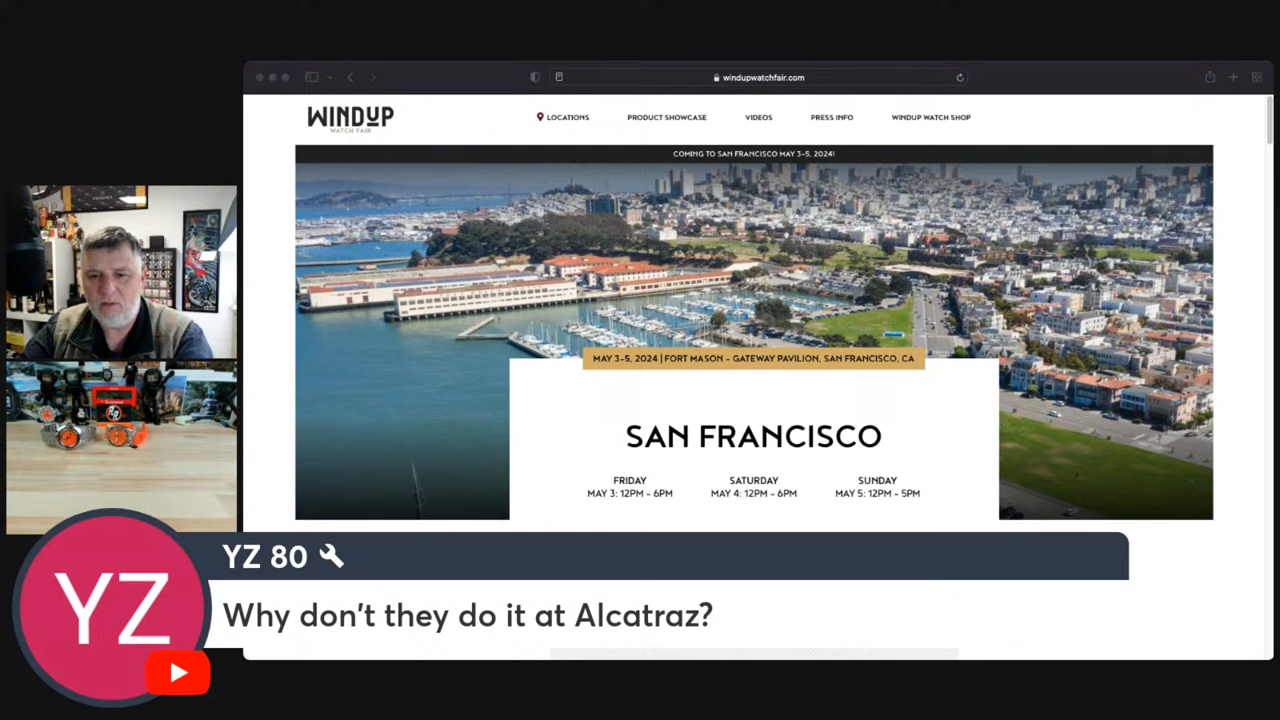 windupwatchfair.com
WINDUP
WATCH FAIR
LOCATIONS
PRODUCT SHOWCASE
VIDEOS
PRESS INFO
WINDUP WATCH SHOP
COMING TO SAN FRANCISCO MAY 3-5, 2024!
MAY 3-5, 2024 | FORT MASON - GATEWAY PAVILION, SAN FRANCISCO, CA
SAN FRANCISCO
FRIDAY
MAY 3: 12PM - 6PM
SATURDAY
MAY 4: 12PM - 6PM
SUNDAY
MAY 5: 12PM - 5PM
YZ
YZ 80
Why don't they do it at Alcatraz?